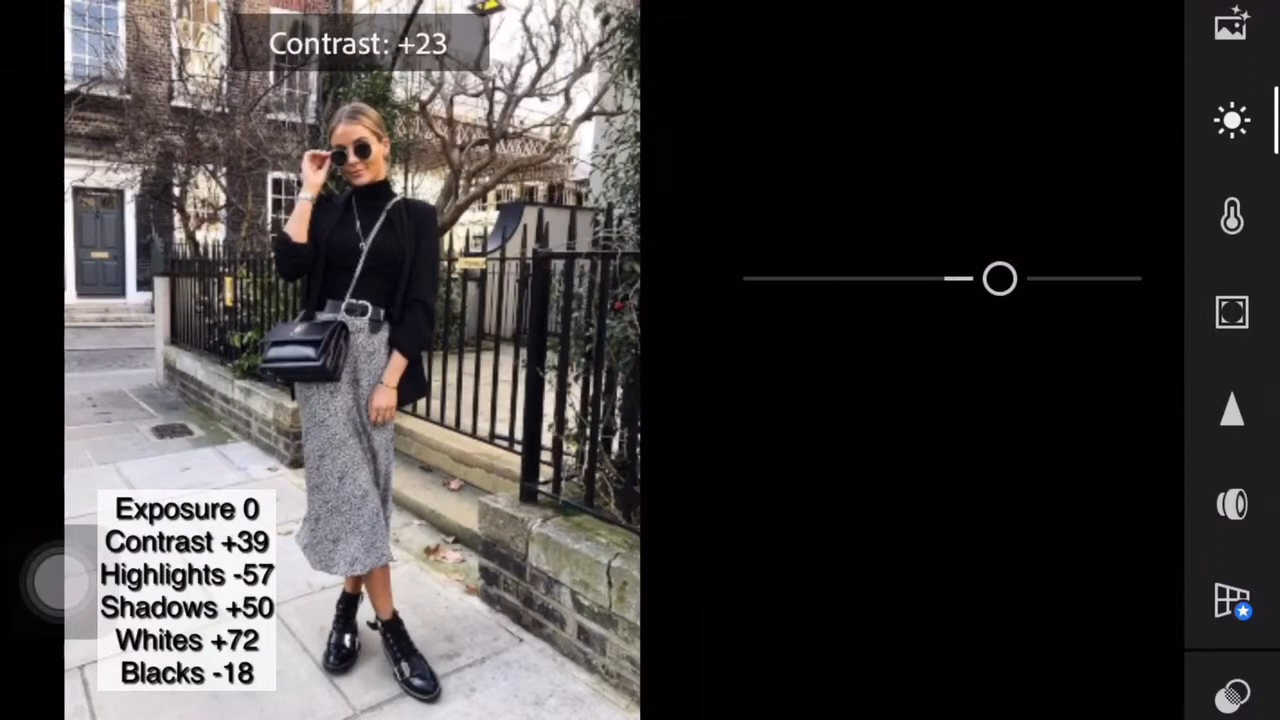 Contrast: +23
Exposure 0
Contrast +39
Highlights -57
Shadows +50
Whites +72
Blacks -18